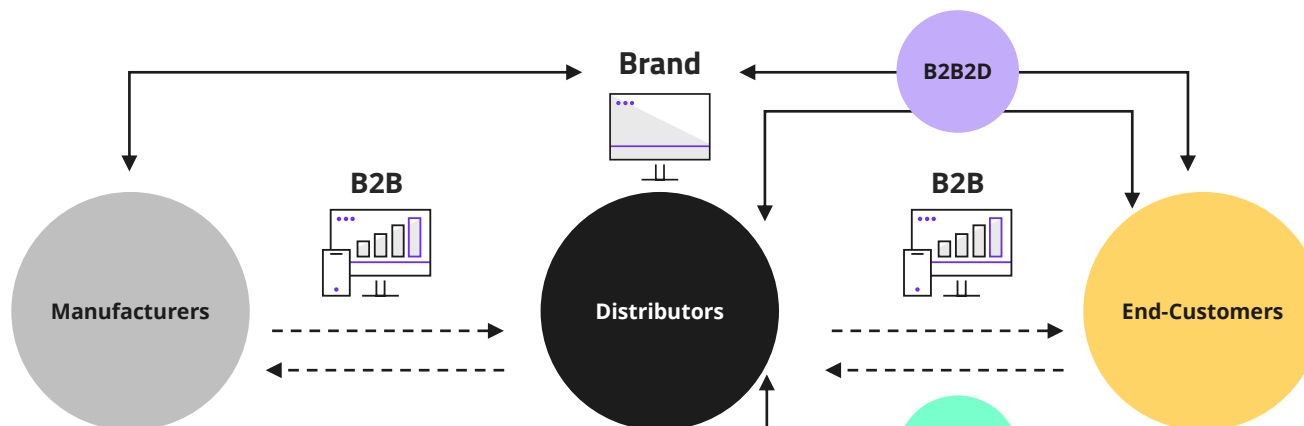 Brand
B2B2D
B2B
B2B
Manufacturers
Distributors
End-Customers